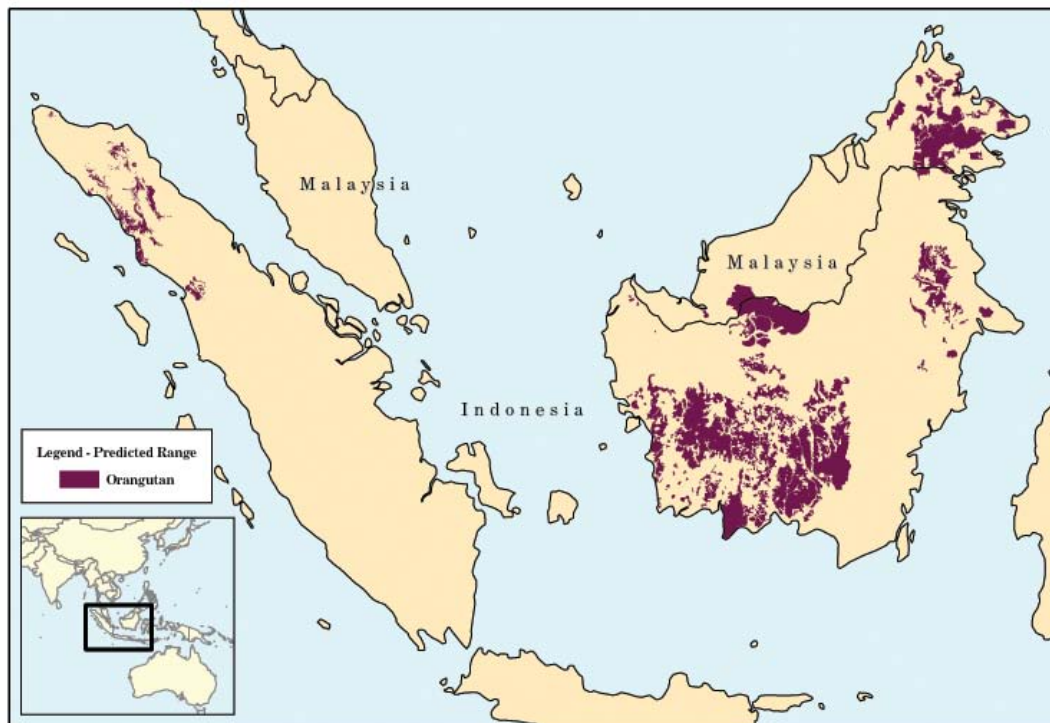 Malaysia
Malaysia
Indonesia
Legend - Predicted Range
Orangutan